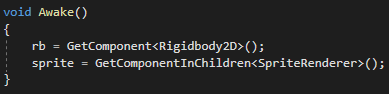 void Awake()
{
    rb = GetComponent<Rigidbody2D>();
    sprite = GetComponentInChildren<SpriteRenderer>();
}